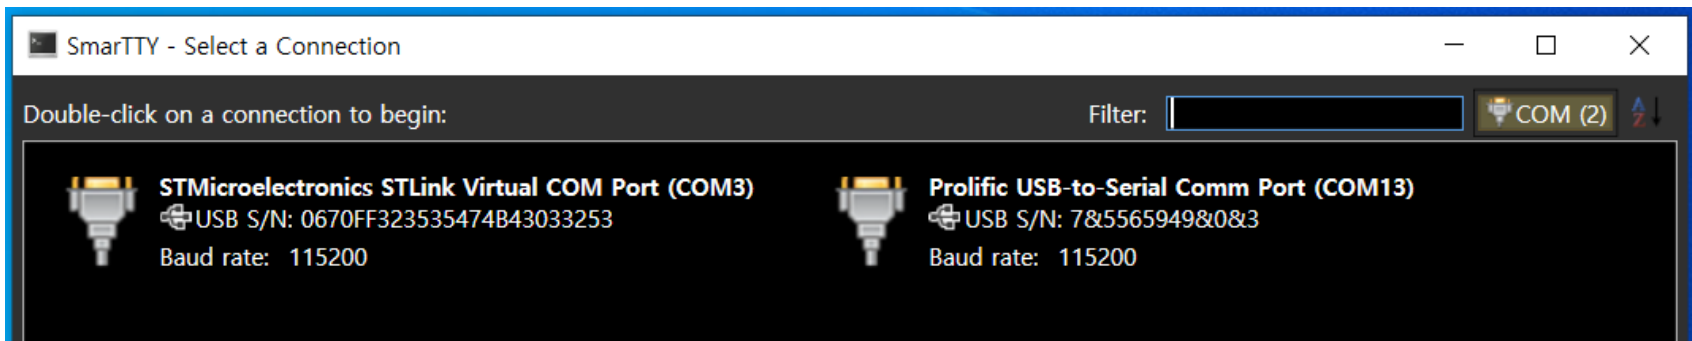 SmarTTY - Select a Connection
Double-click on a connection to begin:
Filter:
COM (2)
AZ
STMicroelectronics STLink Virtual COM Port (COM3)
USB S/N: 0670FF323535474B43033253
Baud rate: 115200
Prolific USB-to-Serial Comm Port (COM13)
USB S/N: 7&5565949&0&3
Baud rate: 115200